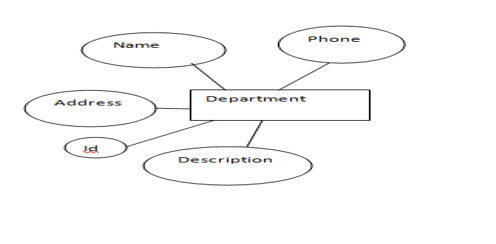 Name
Phone
Department
Address
Id
Description